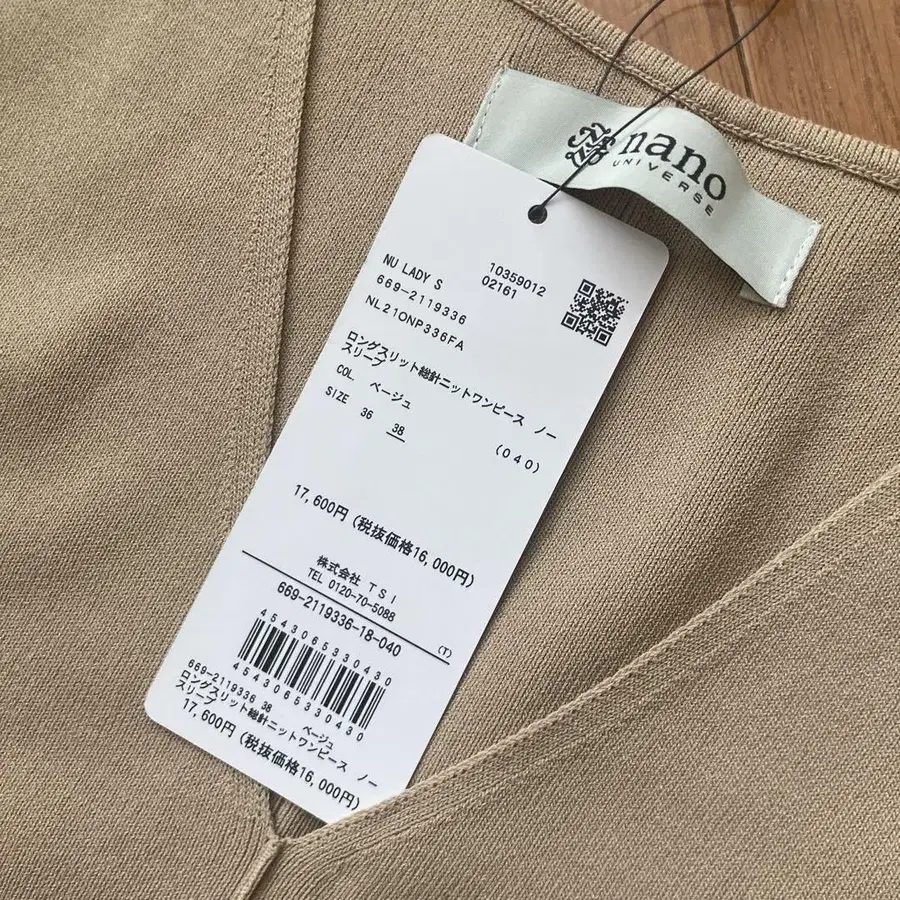 nano
UNIVERSE
NU LADY S
10359012
02161
669-2119336
NL210NP336FA
ロングスリット総針ニットワンピース ノー
スリーブ
COL. ベージュ
SIZE 36 38
(040)
17,600円 (税抜価格16,000円)
株式会社 TSI
TEL 0120-70-5088
669-2119336-18-040
(T)
4543065330430
4543065330430
669-2119336 38 ベージュ
ロングスリット総針ニットワンピース ノー
スリーブ
17,600円 (税抜価格16,000円)